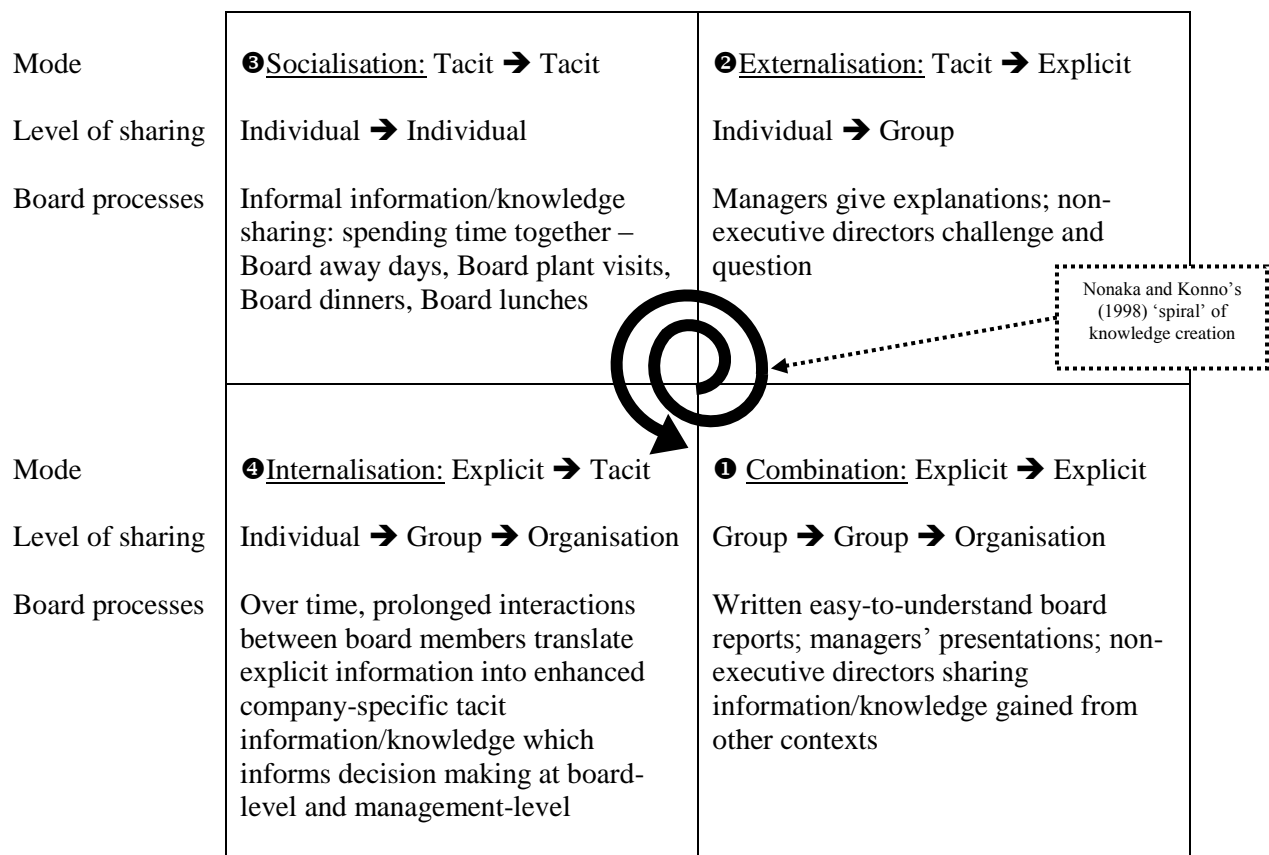 Mode
❸Socialisation: Tacit ➔ Tacit
❷Externalisation: Tacit ➔ Explicit
Level of sharing
Individual ➔ Individual
Individual ➔ Group
Board processes
Informal information/knowledge
sharing: spending time together –
Board away days, Board plant visits,
Board dinners, Board lunches
Managers give explanations; non-
executive directors challenge and
question
Nonaka and Konno’s
(1998) ‘spiral’ of
knowledge creation
Mode
❹Internalisation: Explicit ➔ Tacit
❶ Combination: Explicit ➔ Explicit
Level of sharing
Individual ➔ Group ➔ Organisation
Group ➔ Group ➔ Organisation
Board processes
Over time, prolonged interactions
between board members translate
explicit information into enhanced
company-specific tacit
information/knowledge which
informs decision making at board-
level and management-level
Written easy-to-understand board
reports; managers’ presentations; non-
executive directors sharing
information/knowledge gained from
other contexts